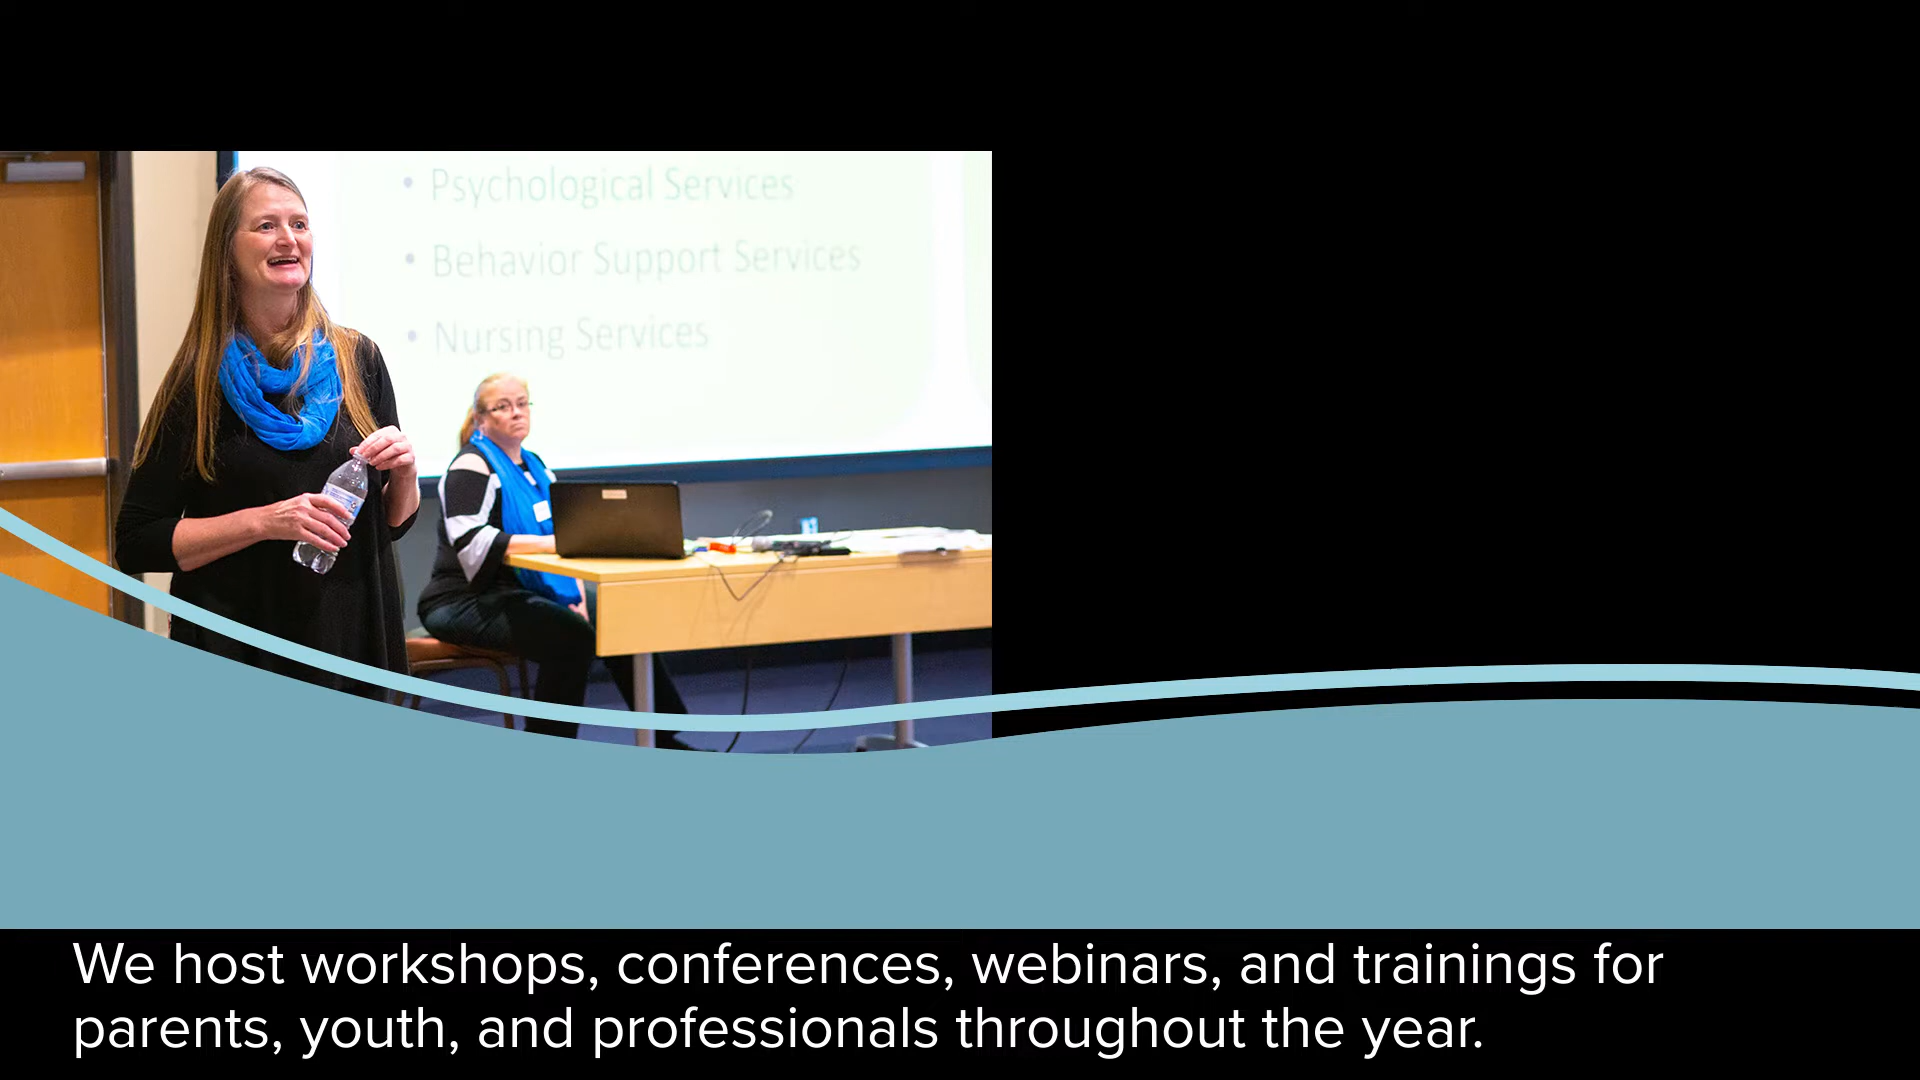 • Psychological Services
• Behavior Support Services
• Nursing Services
We host workshops, conferences, webinars, and trainings for
parents, youth, and professionals throughout the year.